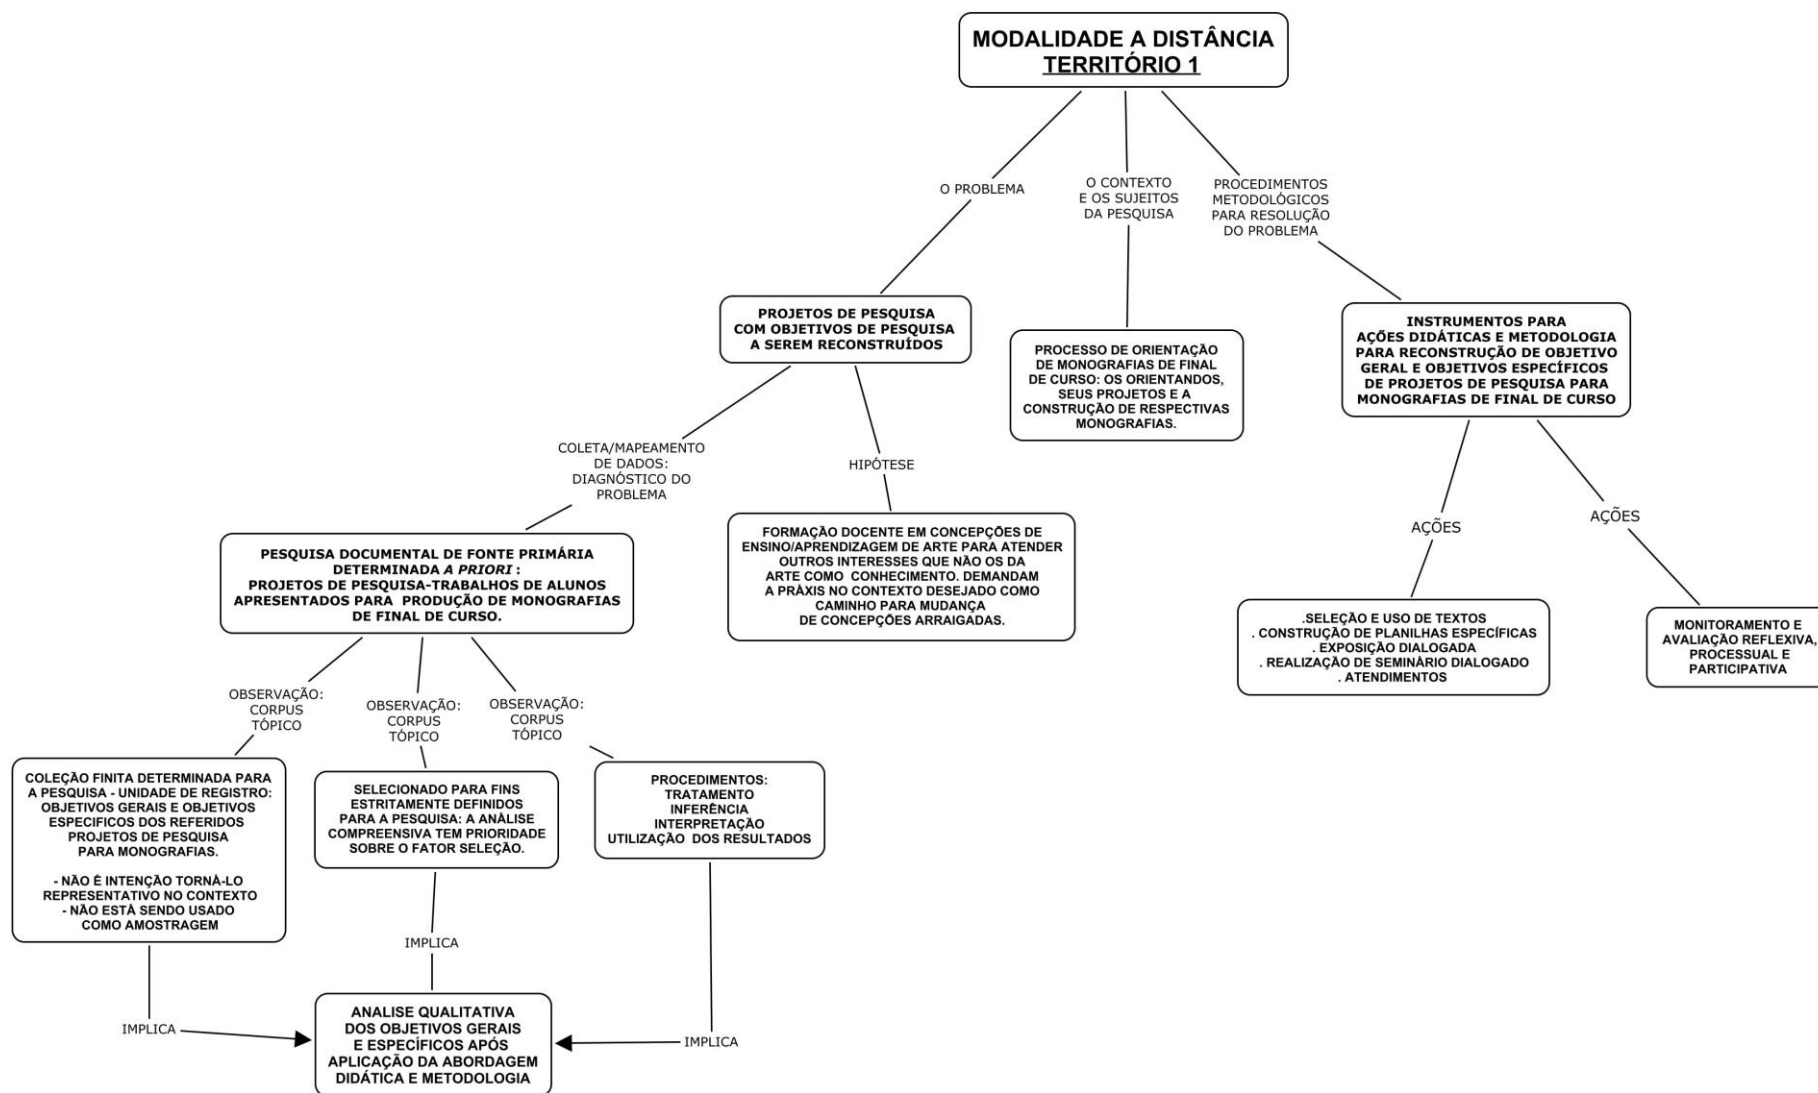 MODALIDADE A DISTÂNCIA
TERRITÓRIO 1
O PROBLEMA
O CONTEXTO
E OS SUJEITOS
DA PESQUISA
PROCEDIMENTOS
METODOLÓGICOS
PARA RESOLUÇÃO
DO PROBLEMA
PROJETOS DE PESQUISA
COM OBJETIVOS DE PESQUISA
A SEREM RECONSTRUÍDOS
PROCESSO DE ORIENTAÇÃO
DE MONOGRAFIAS DE FINAL
DE CURSO: OS ORIENTANDOS,
SEUS PROJETOS E A
CONSTRUÇÃO DE RESPECTIVAS
MONOGRAFIAS.
INSTRUMENTOS PARA
AÇÕES DIDÁTICAS E METODOLOGIA
PARA RECONSTRUÇÃO DE OBJETIVO
GERAL E OBJETIVOS ESPECÍFICOS
DE PROJETOS DE PESQUISA PARA
MONOGRAFIAS DE FINAL DE CURSO
COLETA/MAPEAMENTO
DE DADOS:
DIAGNÓSTICO DO
PROBLEMA
HIPÓTESE
AÇÕES
AÇÕES
PESQUISA DOCUMENTAL DE FONTE PRIMÁRIA
DETERMINADA A PRIORI :
PROJETOS DE PESQUISA-TRABALHOS DE ALUNOS
APRESENTADOS PARA PRODUÇÃO DE MONOGRAFIAS
DE FINAL DE CURSO.
FORMAÇÃO DOCENTE EM CONCEPÇÕES DE
ENSINO/APRENDIZAGEM DE ARTE PARA ATENDER
OUTROS INTERESSES QUE NÃO OS DA
ARTE COMO CONHECIMENTO. DEMANDAM
A PRÀXIS NO CONTEXTO DESEJADO COMO
CAMINHO PARA MUDANÇA
DE CONCEPÇÕES ARRAIGADAS.
.SELEÇÃO E USO DE TEXTOS
. CONSTRUÇÃO DE PLANILHAS ESPECÍFICAS
. EXPOSIÇÃO DIALOGADA
. REALIZAÇÃO DE SEMINÁRIO DIALOGADO
. ATENDIMENTOS
MONITORAMENTO E
AVALIAÇÃO REFLEXIVA,
PROCESSUAL E
PARTICIPATIVA
OBSERVAÇÃO:
CORPUS
TÓPICO
OBSERVAÇÃO:
CORPUS
TÓPICO
OBSERVAÇÃO:
CORPUS
TÓPICO
COLEÇÃO FINITA DETERMINADA PARA
A PESQUISA - UNIDADE DE REGISTRO:
OBJETIVOS GERAIS E OBJETIVOS
ESPECIFICOS DOS REFERIDOS
PROJETOS DE PESQUISA
PARA MONOGRAFIAS.
- NÃO É INTENÇÃO TORNÁ-LO
REPRESENTATIVO NO CONTEXTO
- NÃO ESTÁ SENDO USADO
COMO AMOSTRAGEM
SELECIONADO PARA FINS
ESTRITAMENTE DEFINIDOS
PARA A PESQUISA: A ANÀLISE
COMPREENSIVA TEM PRIORIDADE
SOBRE O FATOR SELEÇÃO.
PROCEDIMENTOS:
TRATAMENTO
INFERÊNCIA
INTERPRETAÇÃO
UTILIZAÇÃO DOS RESULTADOS
IMPLICA
IMPLICA
IMPLICA
ANALISE QUALITATIVA
DOS OBJETIVOS GERAIS
E ESPECÍFICOS APÓS
APLICAÇÃO DA ABORDAGEM
DIDÁTICA E METODOLOGIA